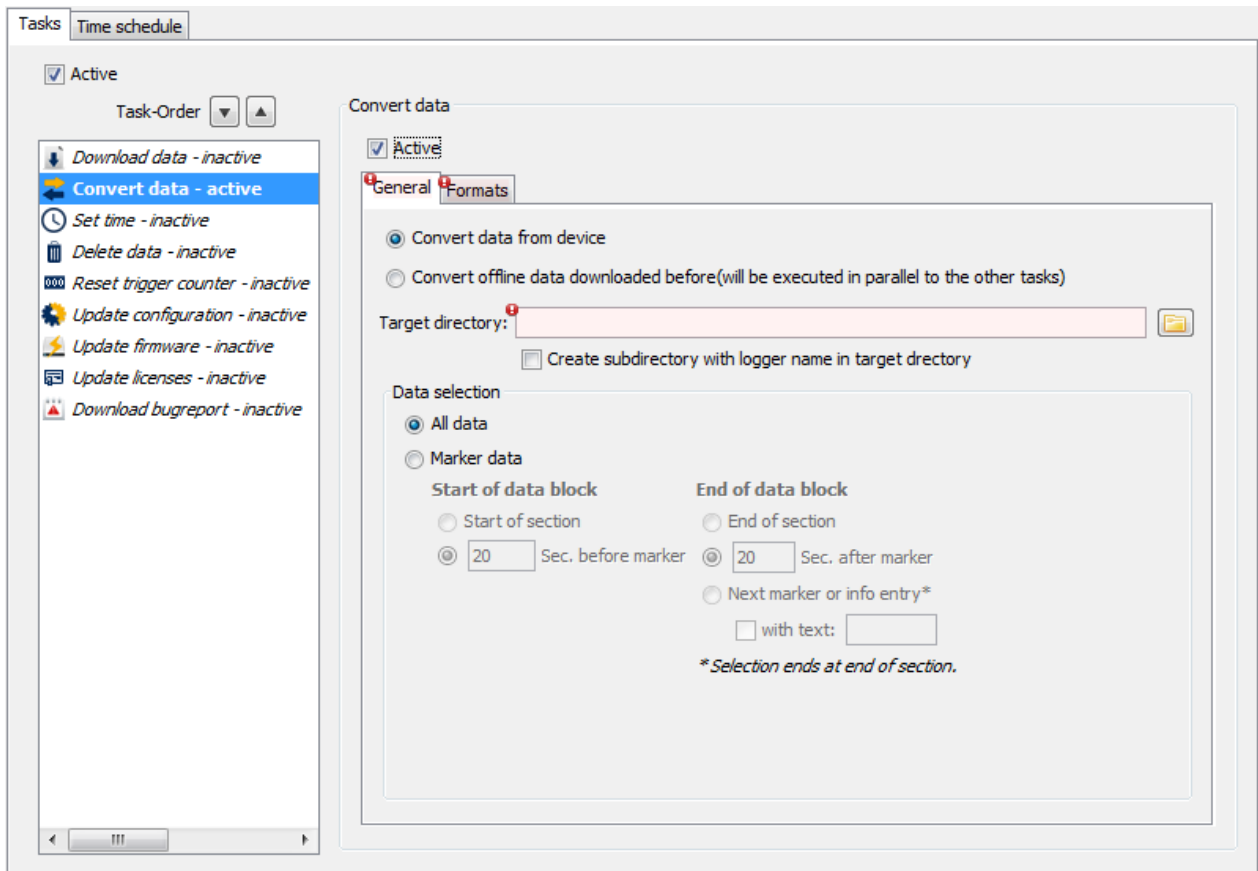 Tasks
Time schedule
Active
Task-Order
Download data - inactive
Convert data - active
Set time - inactive
Delete data - inactive
Reset trigger counter - inactive
Update configuration - inactive
Update firmware - inactive
Update licenses - inactive
Download bugreport - inactive
Convert data
Active
General
Formats
Convert data from device
Convert offline data downloaded before(will be executed in parallel to the other tasks)
Target directory:
Create subdirectory with logger name in target drectory
Data selection
All data
Marker data
Start of data block
Start of section
20 Sec. before marker
End of data block
End of section
20 Sec. after marker
Next marker or info entry*
with text:
* Selection ends at end of section.